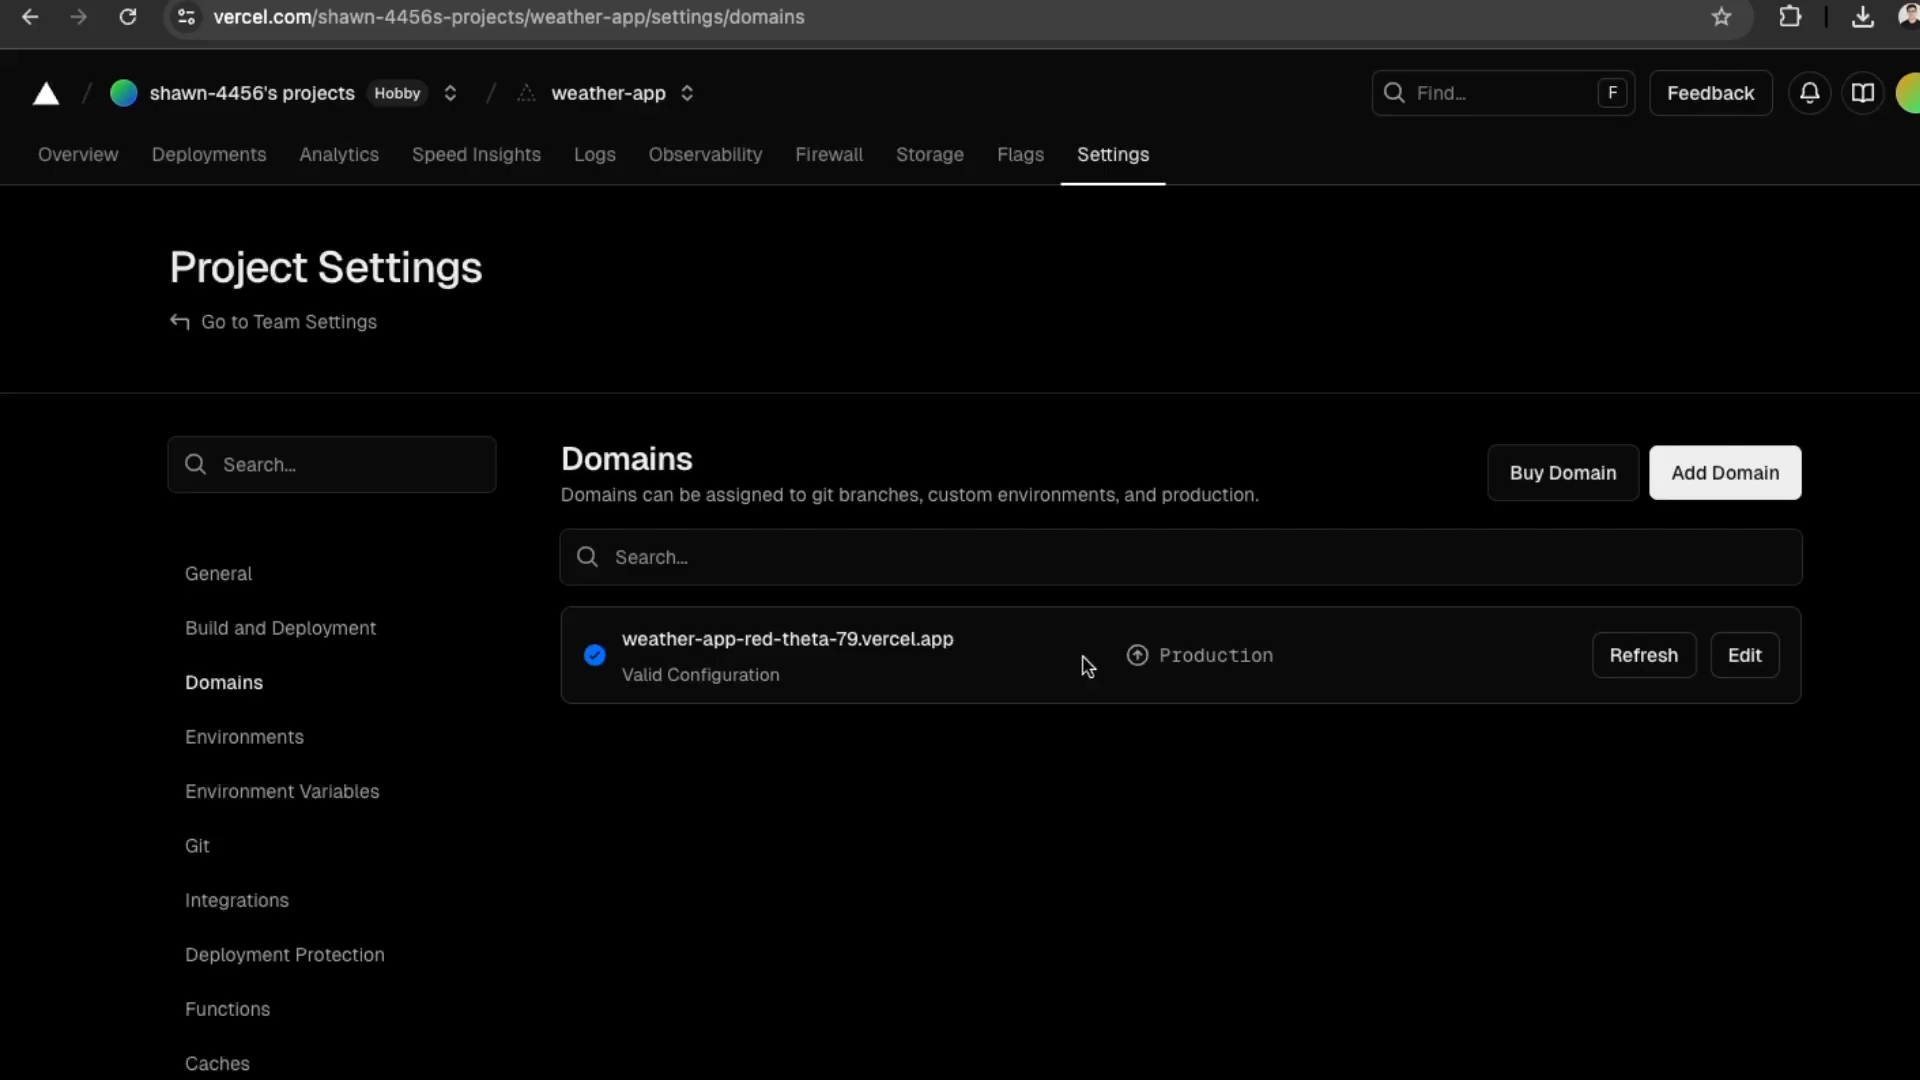 vercel.com/shawn-4456s-projects/weather-app/settings/domains
shawn-4456's projects Hobby weather-app Find... F Feedback
Overview Deployments Analytics Speed Insights Logs Observability Firewall Storage Flags Settings
Project Settings
Go to Team Settings
Search...
General
Build and Deployment
Domains
Environments
Environment Variables
Git
Integrations
Deployment Protection
Functions
Caches
Domains
Domains can be assigned to git branches, custom environments, and production.
Buy Domain Add Domain
Search...
weather-app-red-theta-79.vercel.app
Valid Configuration
Production
Refresh Edit